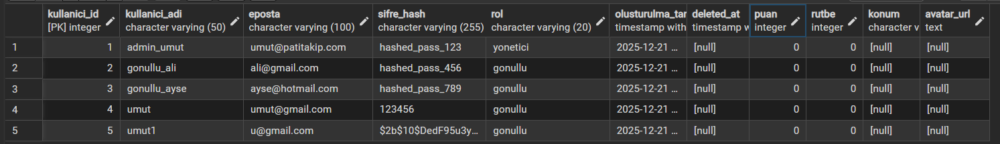 kullanici_id kullanici_adi eposta sifre_hash rol olusturulma_tar deleted_at puan rutbe konum avatar_url
[PK] integer character varying (50) character varying (100) character varying (255) character varying (20) timestamp with timestamp w integer integer character v text
1 1 admin_umut umut@patitakip.com hashed_pass_123 yonetici 2025-12-21 ... [null] 0 0 [null] [null]
2 2 gonullu_ali ali@gmail.com hashed_pass_456 gonullu 2025-12-21 ... [null] 0 0 [null] [null]
3 3 gonullu_ayse ayse@hotmail.com hashed_pass_789 gonullu 2025-12-21 ... [null] 0 0 [null] [null]
4 4 umut umut@gmail.com 123456 gonullu 2025-12-21 ... [null] 0 0 [null] [null]
5 5 umut1 u@gmail.com $2b$10$DedF95u3y... gonullu 2025-12-21 ... [null] 0 0 [null] [null]